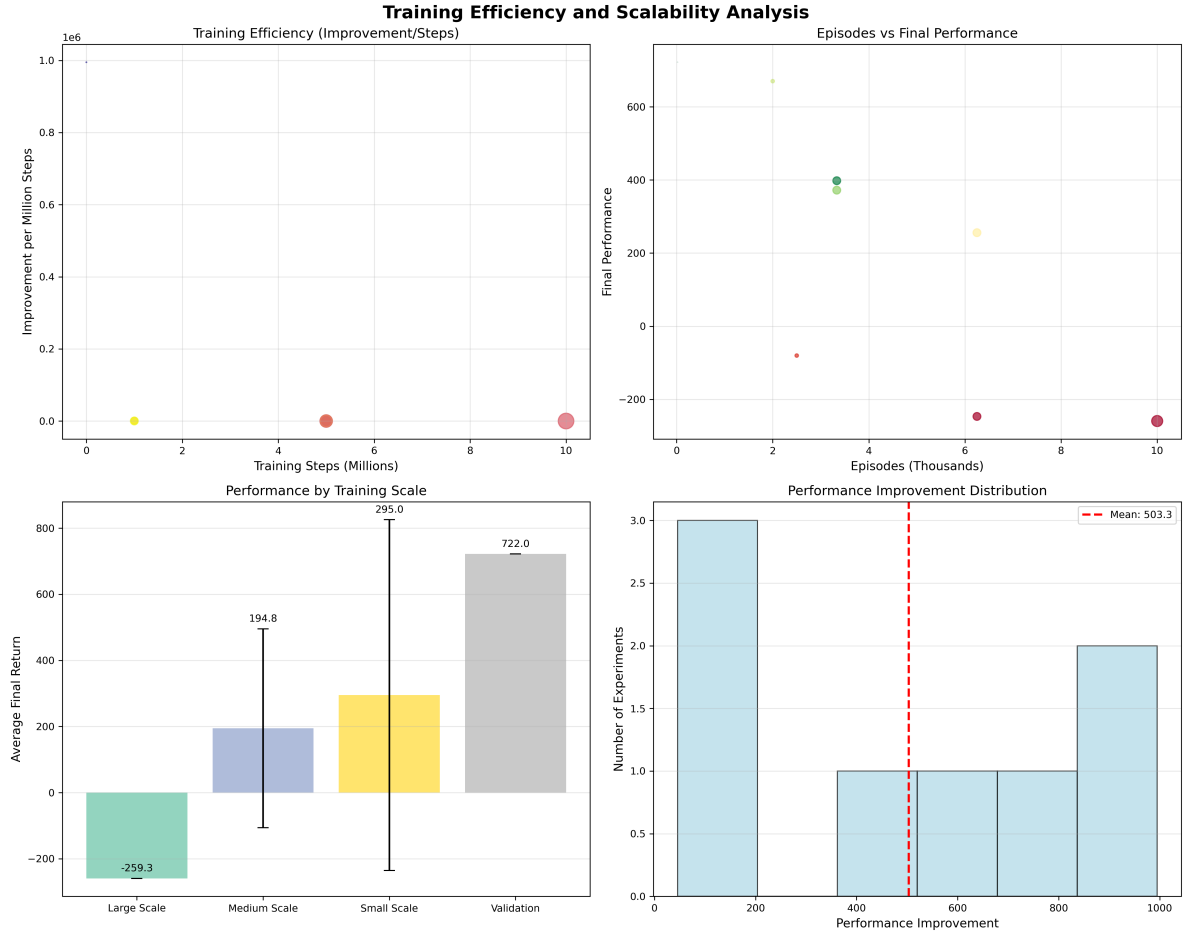 Training Efficiency and Scalability Analysis
Training Efficiency (Improvement/Steps)
1e6
1.0
0.8
0.6
0.4
0.2
0.0
Improvement per Million Steps
0 2 4 6 8 10
Training Steps (Millions)
Episodes vs Final Performance
600
400
200
0
−200
Final Performance
0 2 4 6 8 10
Episodes (Thousands)
Performance by Training Scale
800
600
400
200
0
−200
Average Final Return
-259.3
194.8
295.0
722.0
Large Scale Medium Scale Small Scale Validation
Performance Improvement Distribution
Mean: 503.3
3.0
2.5
2.0
1.5
1.0
0.5
0.0
Number of Experiments
0 200 400 600 800 1000
Performance Improvement